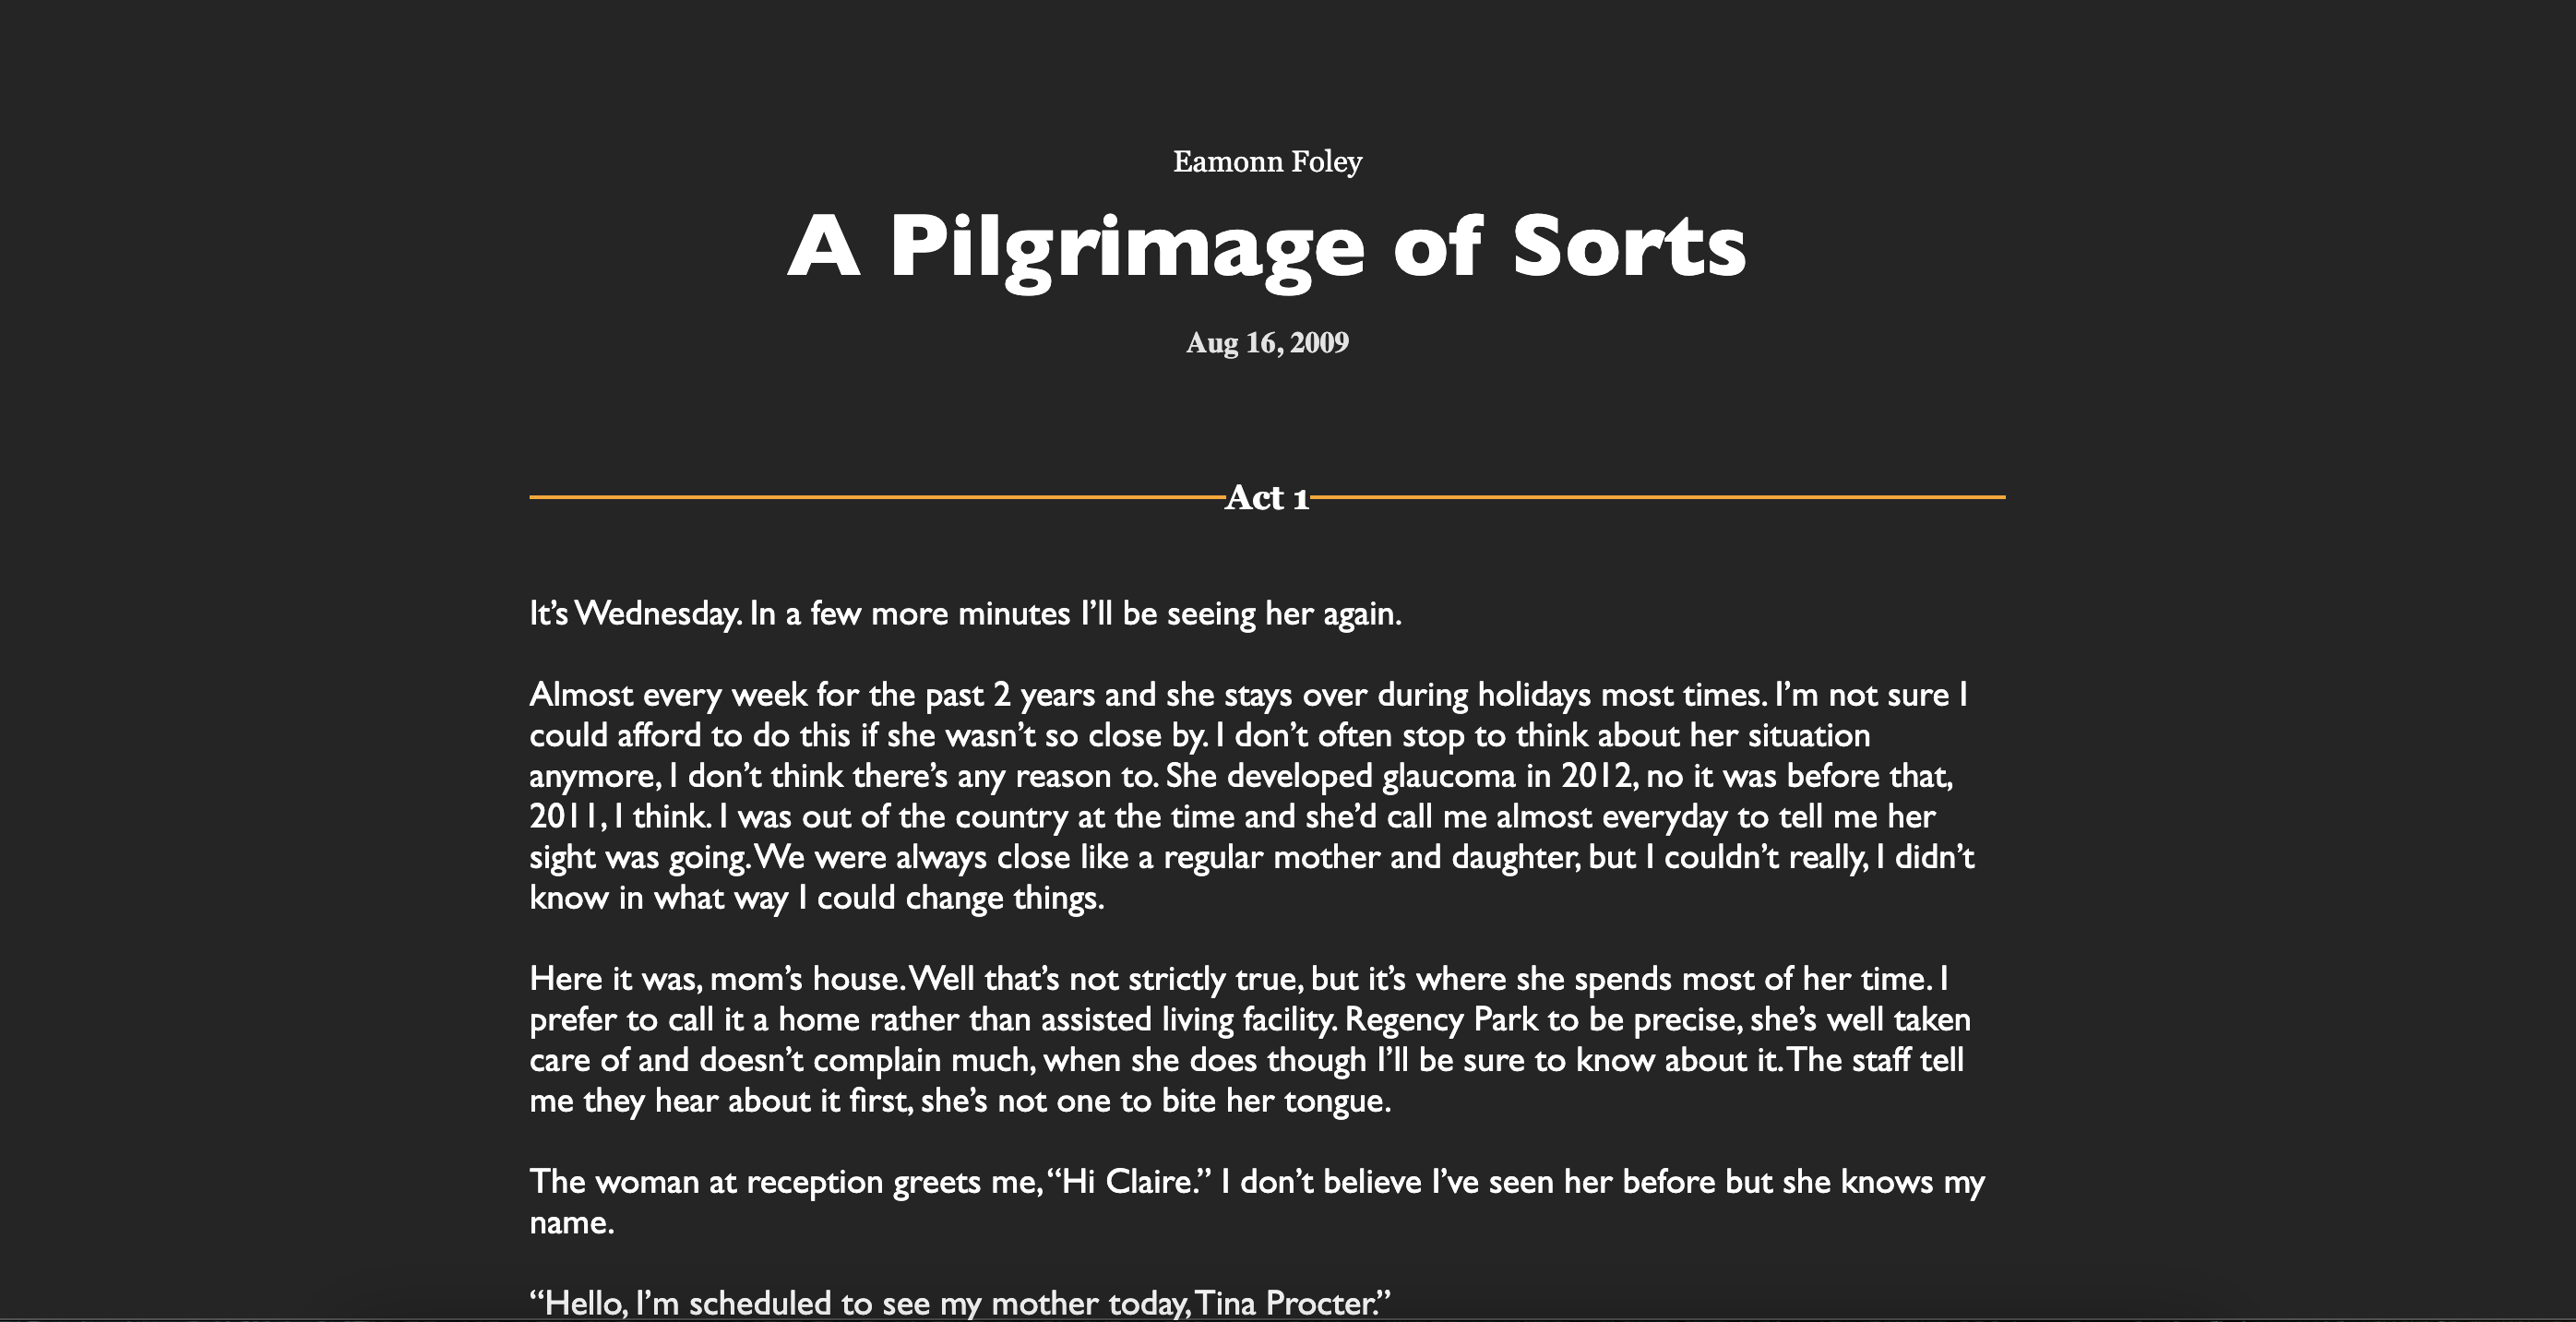 Eamonn Foley
A Pilgrimage of Sorts
Aug 16, 2009
Act 1
It’s Wednesday. In a few more minutes I’ll be seeing her again.
Almost every week for the past 2 years and she stays over during holidays most times. I’m not sure I
could afford to do this if she wasn’t so close by. I don’t often stop to think about her situation
anymore, I don’t think there’s any reason to. She developed glaucoma in 2012, no it was before that,
2011, I think. I was out of the country at the time and she’d call me almost everyday to tell me her
sight was going. We were always close like a regular mother and daughter, but I couldn’t really, I didn’t
know in what way I could change things.
Here it was, mom’s house. Well that’s not strictly true, but it’s where she spends most of her time. I
prefer to call it a home rather than assisted living facility. Regency Park to be precise, she’s well taken
care of and doesn’t complain much, when she does though I’ll be sure to know about it. The staff tell
me they hear about it first, she’s not one to bite her tongue.
The woman at reception greets me, “Hi Claire.” I don’t believe I’ve seen her before but she knows my
name.
“Hello, I’m scheduled to see my mother today, Tina Procter.”